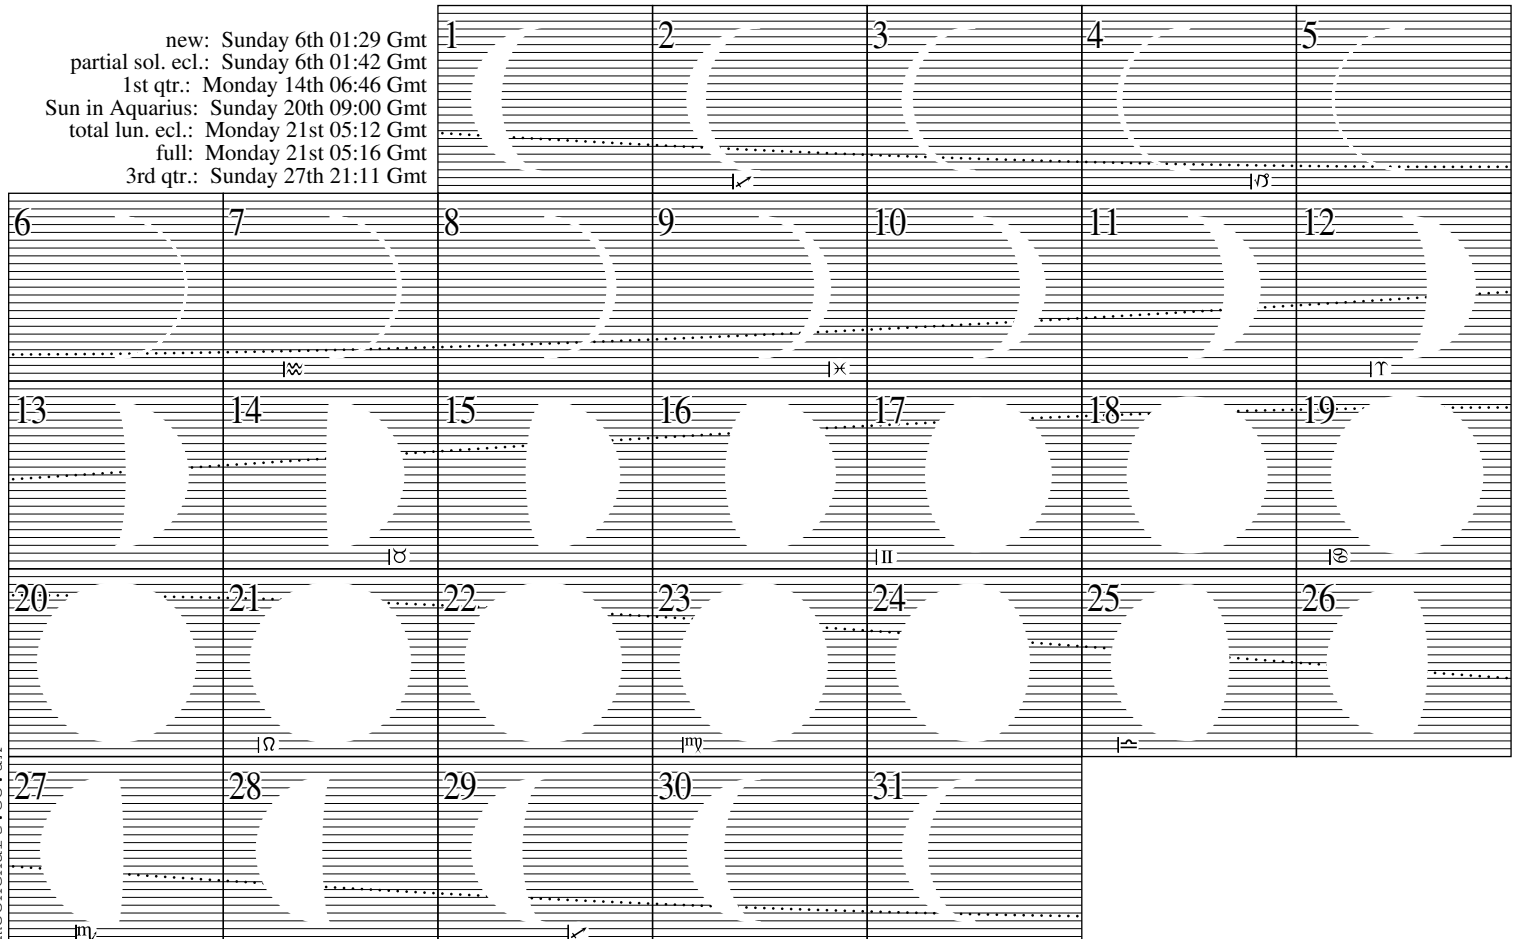 new: Sunday 6th 01:29 Gmt
partial sol. ecl.: Sunday 6th 01:42 Gmt
1st qtr.: Monday 14th 06:46 Gmt
Sun in Aquarius: Sunday 20th 09:00 Gmt
total lun. ecl.: Monday 21st 05:12 Gmt
full: Monday 21st 05:16 Gmt
3rd qtr.: Sunday 27th 21:11 Gmt
1 2 3 4 5
♐ ♑
6 7 8 9 10 11 12
♒ ♓ ♈
13 14 15 16 17 18 19
♉ ♊ ♋
20 21 22 23 24 25 26
♌ ♍ ♎
27 28 29 30 31
♏ ♐